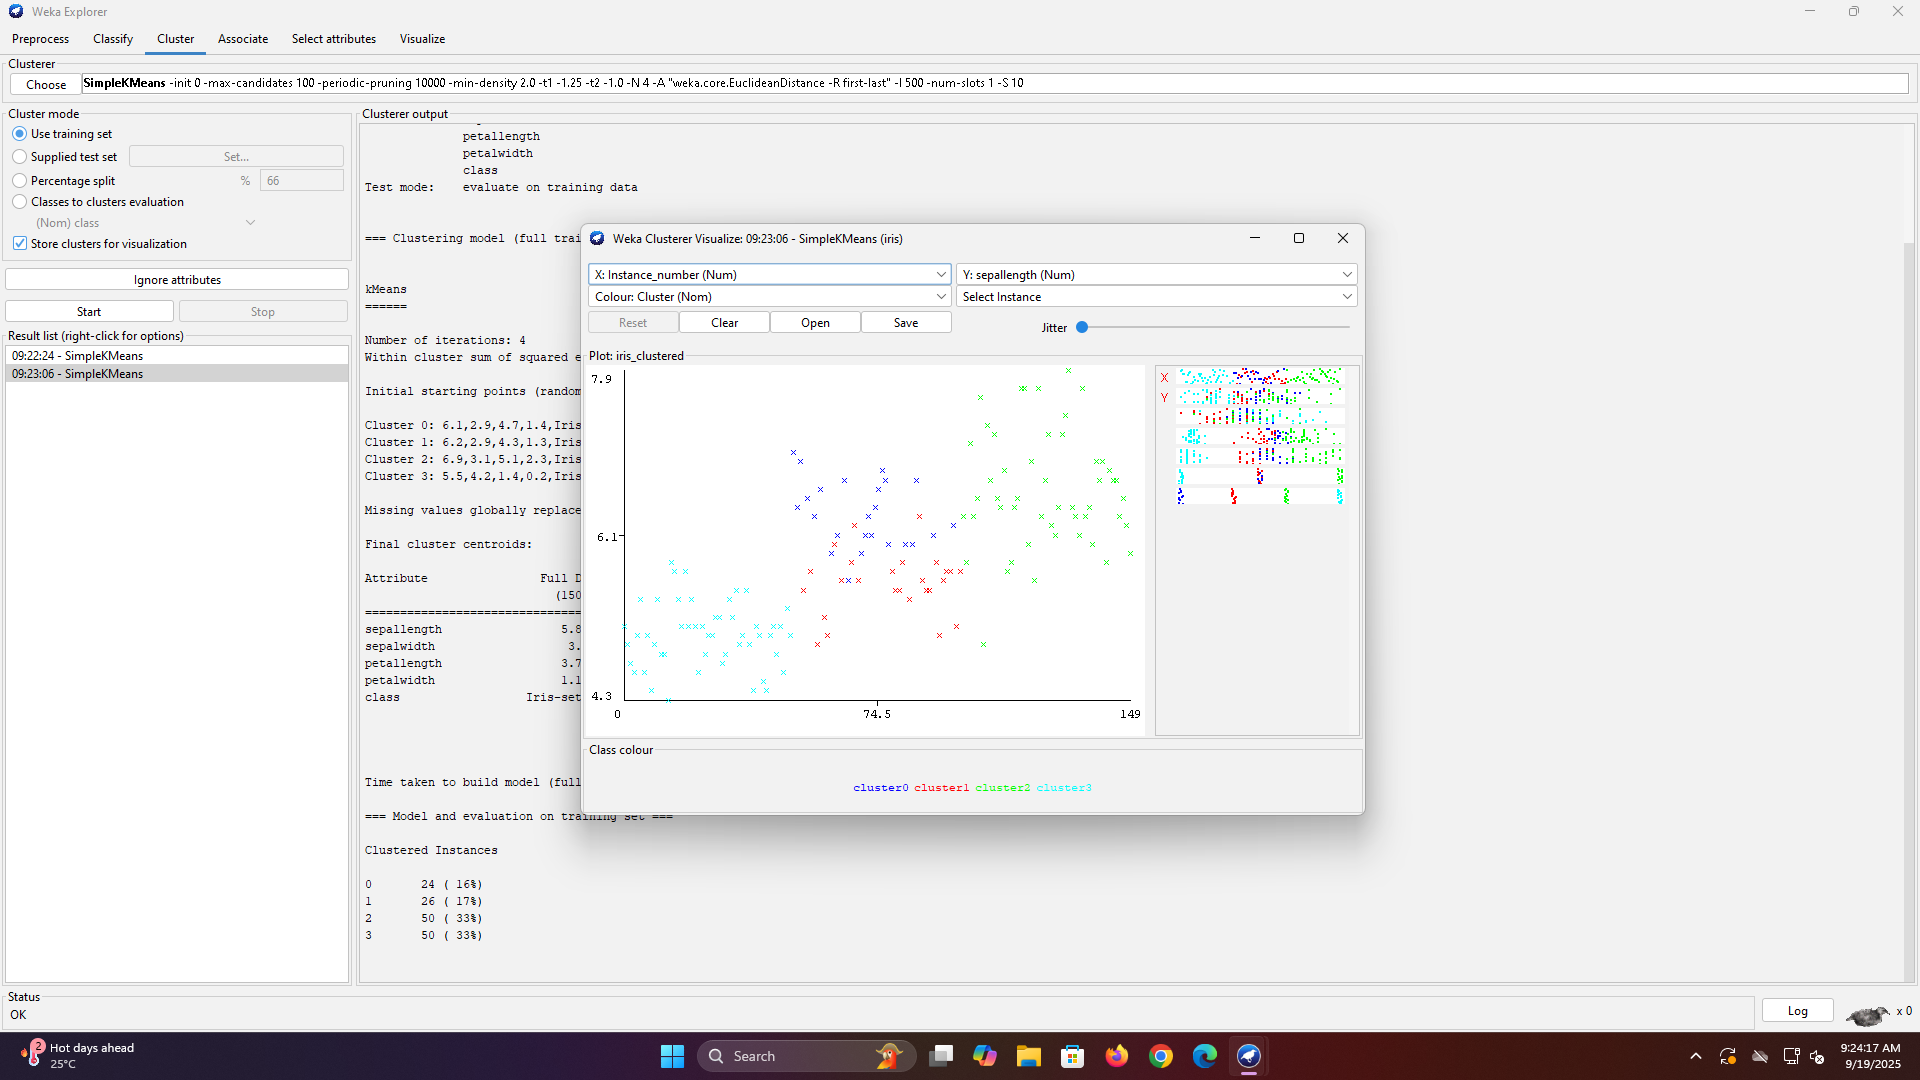 Weka Explorer
Preprocess Classify Cluster Associate Select attributes Visualize
Clusterer
Choose SimpleKMeans -init 0 -max-candidates 100 -periodic-pruning 10000 -min-density 2.0 -t1 -1.25 -t2 -1.0 -N 4 -A "weka.core.EuclideanDistance -R first-last" -I 500 -num-slots 1 -S 10
Cluster mode
Use training set
Supplied test set Set...
Percentage split % 66
Classes to clusters evaluation
(Nom) class
Store clusters for visualization
Ignore attributes
Start Stop
Result list (right-click for options)
09:22:24 - SimpleKMeans
09:23:06 - SimpleKMeans
Clusterer output
petallength
petalwidth
class
Test mode: evaluate on training data
=== Clustering model (full trai
kMeans
======
Number of iterations: 4
Within cluster sum of squared e
Initial starting points (random
Cluster 0: 6.1,2.9,4.7,1.4,Iris
Cluster 1: 6.2,2.9,4.3,1.3,Iris
Cluster 2: 6.9,3.1,5.1,2.3,Iris
Cluster 3: 5.5,4.2,1.4,0.2,Iris
Missing values globally replace
Final cluster centroids:
Attribute Full D
(150
sepallength 5.8
sepalwidth 3.
petallength 3.7
petalwidth 1.1
class Iris-set
Time taken to build model (full
=== Model and evaluation on training set ===
Clustered Instances
0 24 ( 16%)
1 26 ( 17%)
2 50 ( 33%)
3 50 ( 33%)
Weka Clusterer Visualize: 09:23:06 - SimpleKMeans (iris)
X: Instance_number (Num) Y: sepallength (Num)
Colour: Cluster (Nom) Select Instance
Reset Clear Open Save Jitter
Plot: iris_clustered
7.9
6.1
4.3
0 74.5 149
X
Y
Class colour
cluster0 cluster1 cluster2 cluster3
Status
OK
Log x 0
2 Hot days ahead
25°C
Search
9:24:17 AM
9/19/2025